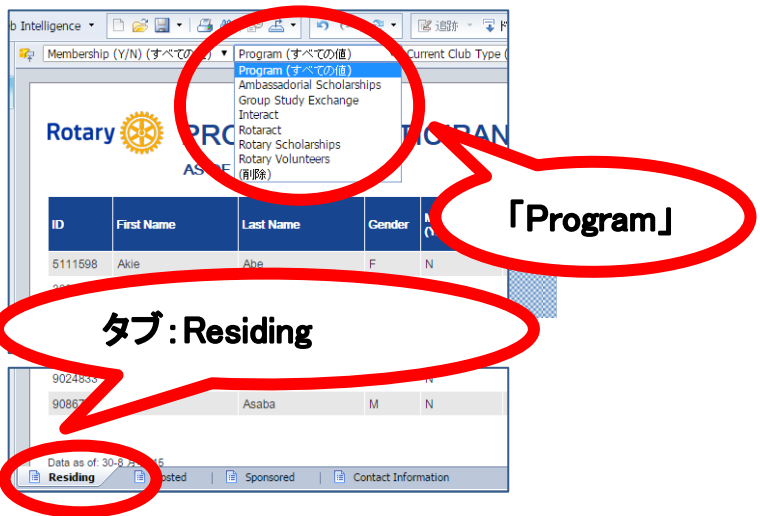 Intelligence
追跡
Membership (Y/N) (すべての値)
Program (すべての値)
Current Club Type (
Program (すべての値)
Ambassadorial Scholarships
Group Study Exchange
Interact
Rotaract
Rotary Scholarships
Rotary Volunteers
(削除)
Rotary
AS OF
「Program」
ID First Name Last Name Gender
5111598 Akie Abe F N
タブ:Residing
9024833 N
Asaba M N
Data as of: 30-8
Residing
Sponsored
Contact Information